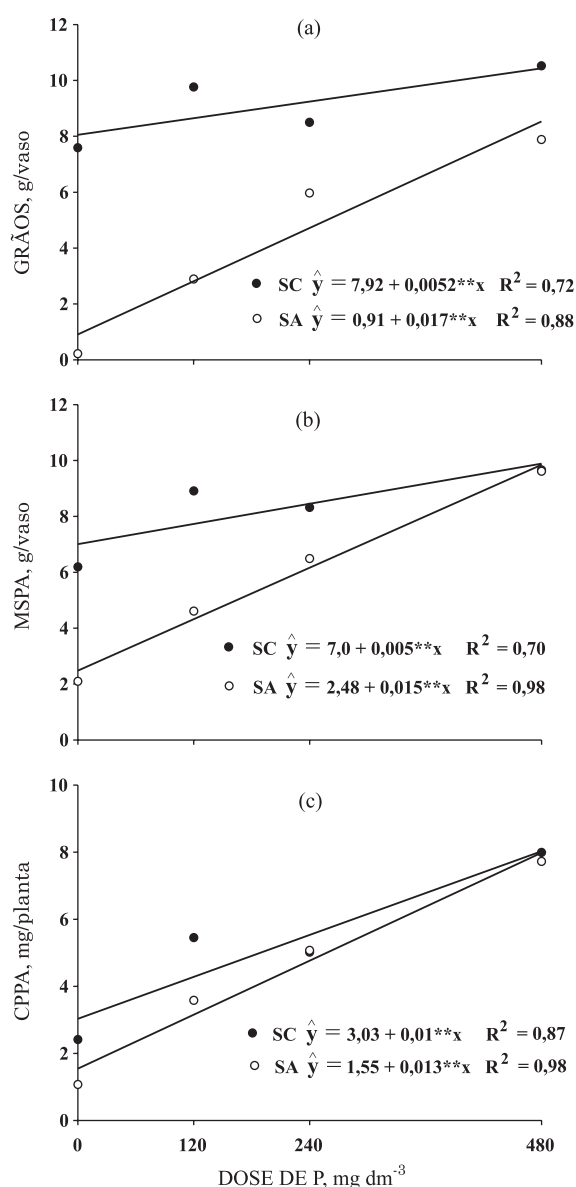 (a)
12
10
8
6
4
2
0
GRÃOS, g/vaso
SC ŷ = 7,92 + 0,0052**x R² = 0,72
SA ŷ = 0,91 + 0,017**x R² = 0,88
(b)
12
10
8
6
4
2
0
MSPA, g/vaso
SC ŷ = 7,0 + 0,005**x R² = 0,70
SA ŷ = 2,48 + 0,015**x R² = 0,98
(c)
10
8
6
4
2
0
CPPA, mg/planta
SC ŷ = 3,03 + 0,01**x R² = 0,87
SA ŷ = 1,55 + 0,013**x R² = 0,98
0 120 240 480
DOSE DE P, mg dm⁻³